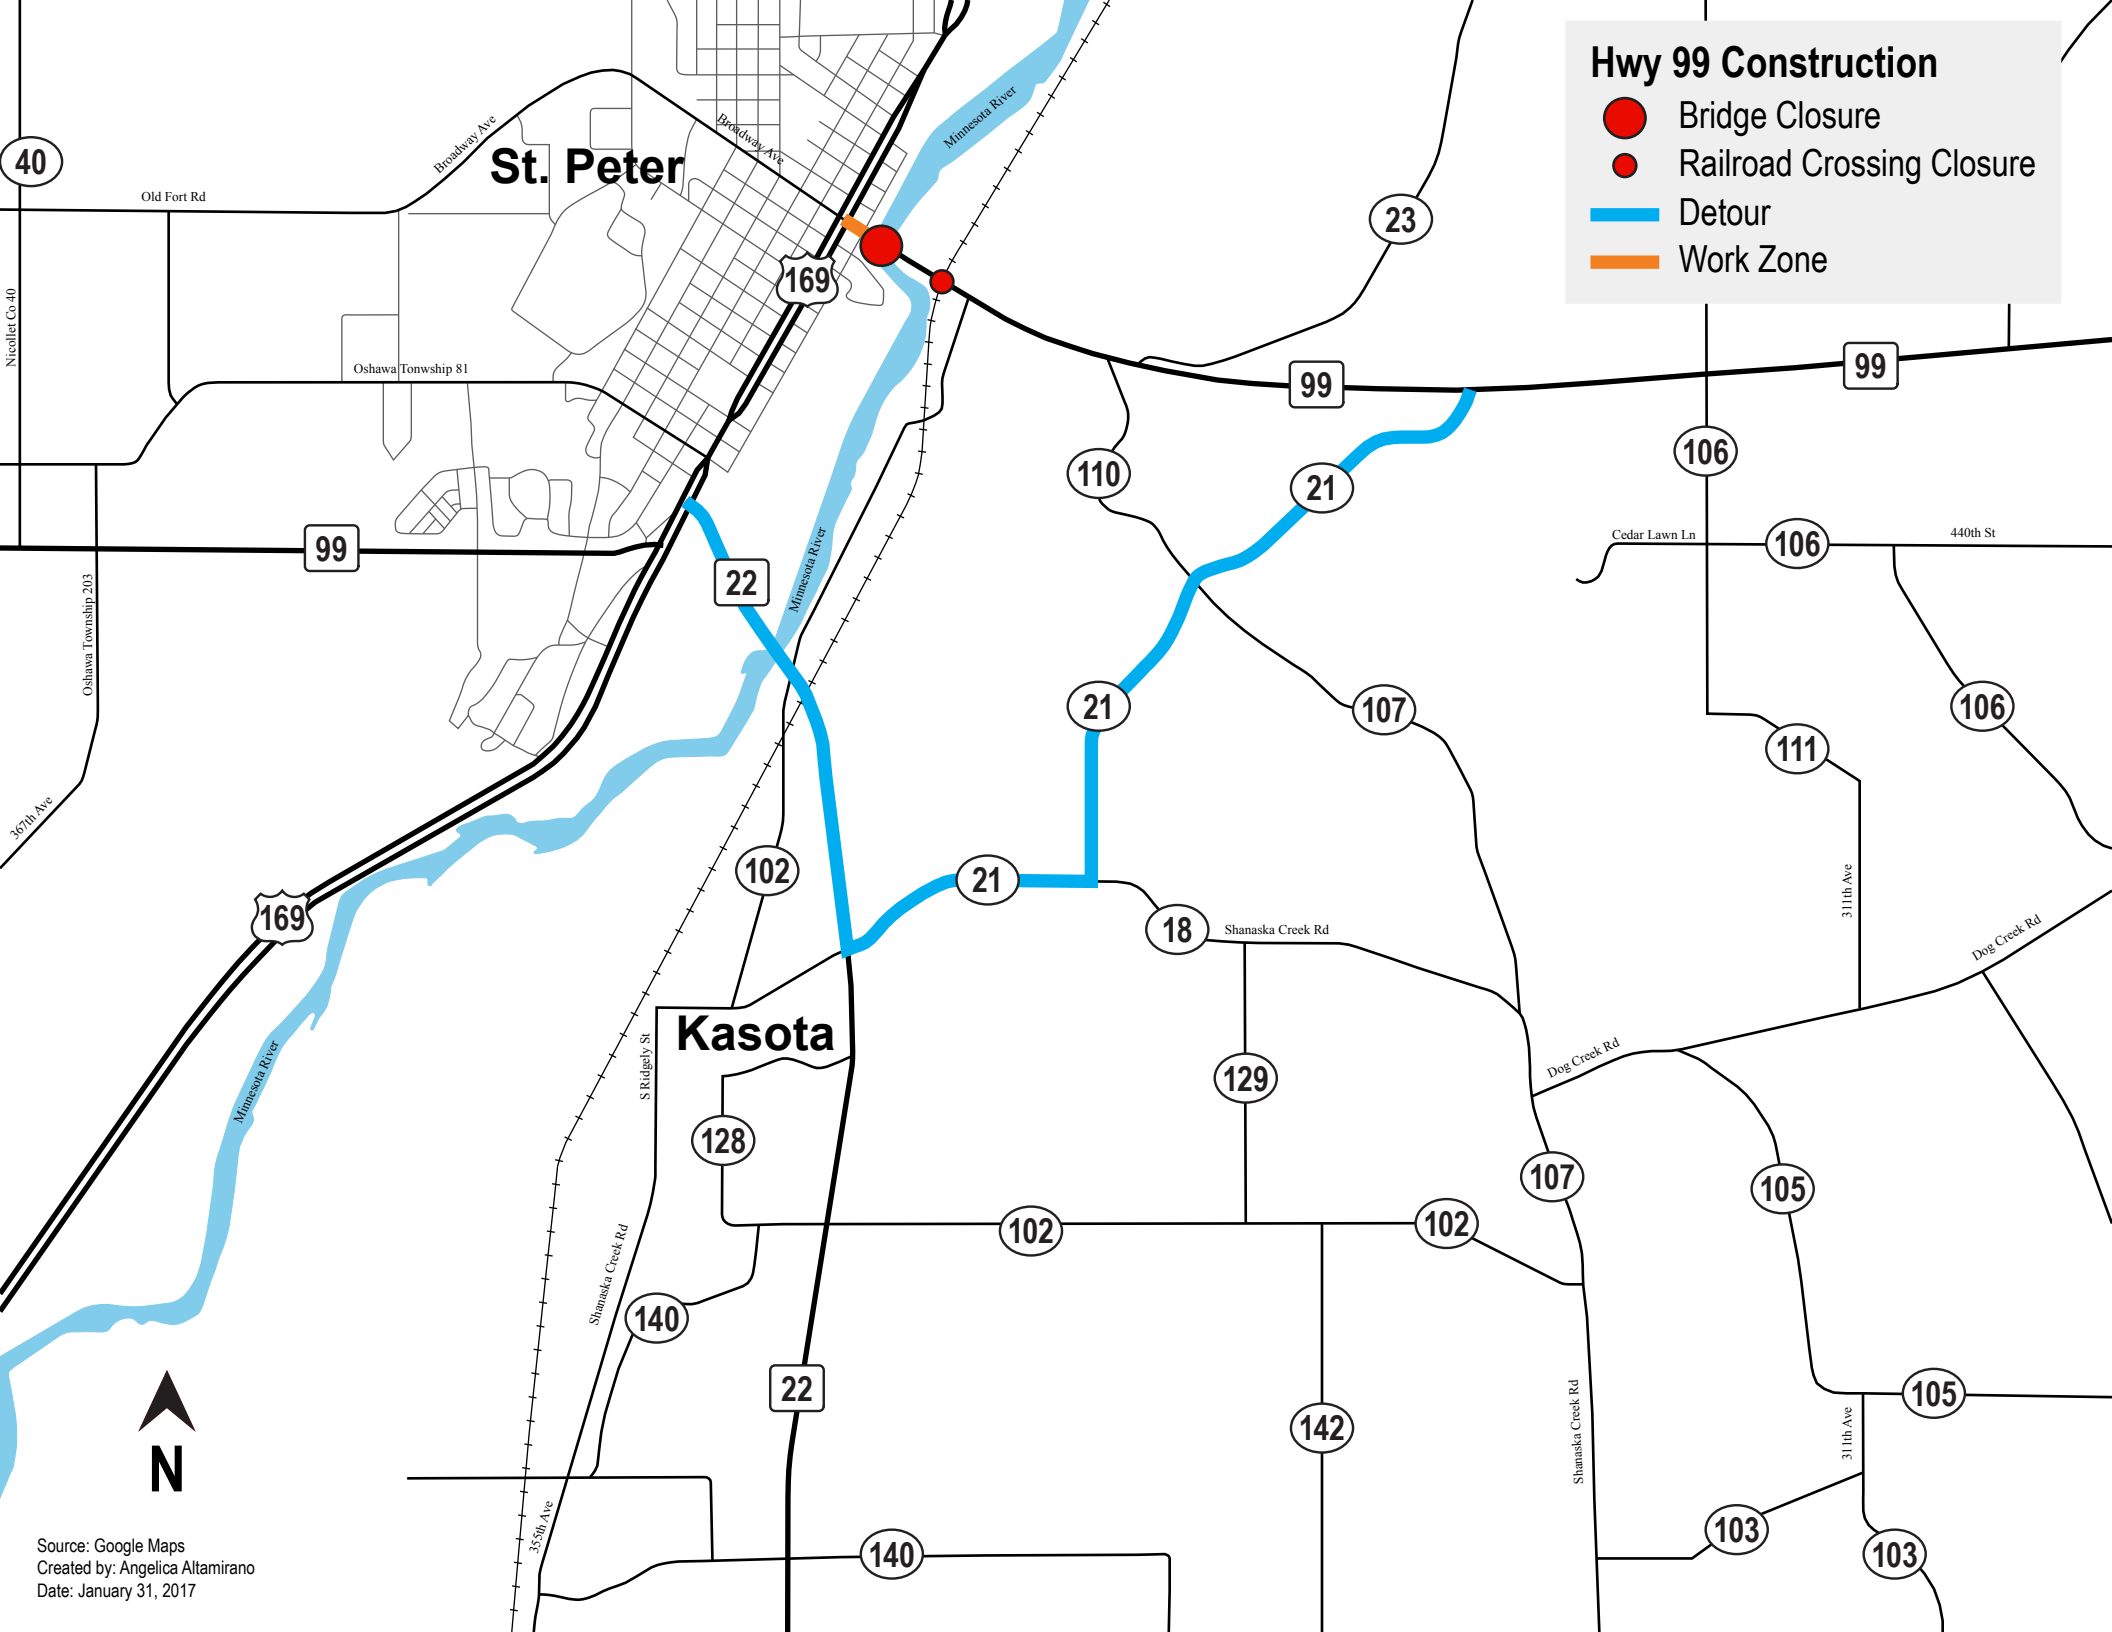 Hwy 99 Construction
Bridge Closure
Railroad Crossing Closure
Detour
Work Zone
Minnesota River
Broadway Ave
Broadway Ave
St. Peter
40
Old Fort Rd
23
169
Nicollet Co 40
Oshawa Tonwship 81
99
99
106
110
21
Cedar Lawn Ln
106
440th St
99
22
Minnesota River
Oshawa Township 203
21
107
106
111
367th Ave
102
21
311th Ave
169
18
Shanaska Creek Rd
Dog Creek Rd
Kasota
S Ridgely St
Minnesota River
129
Dog Creek Rd
128
107
105
102
102
Shanaska Creek Rd
140
22
105
142
Shanaska Creek Rd
311th Ave
N
355th Ave
103
103
140
Source: Google Maps
Created by: Angelica Altamirano
Date: January 31, 2017